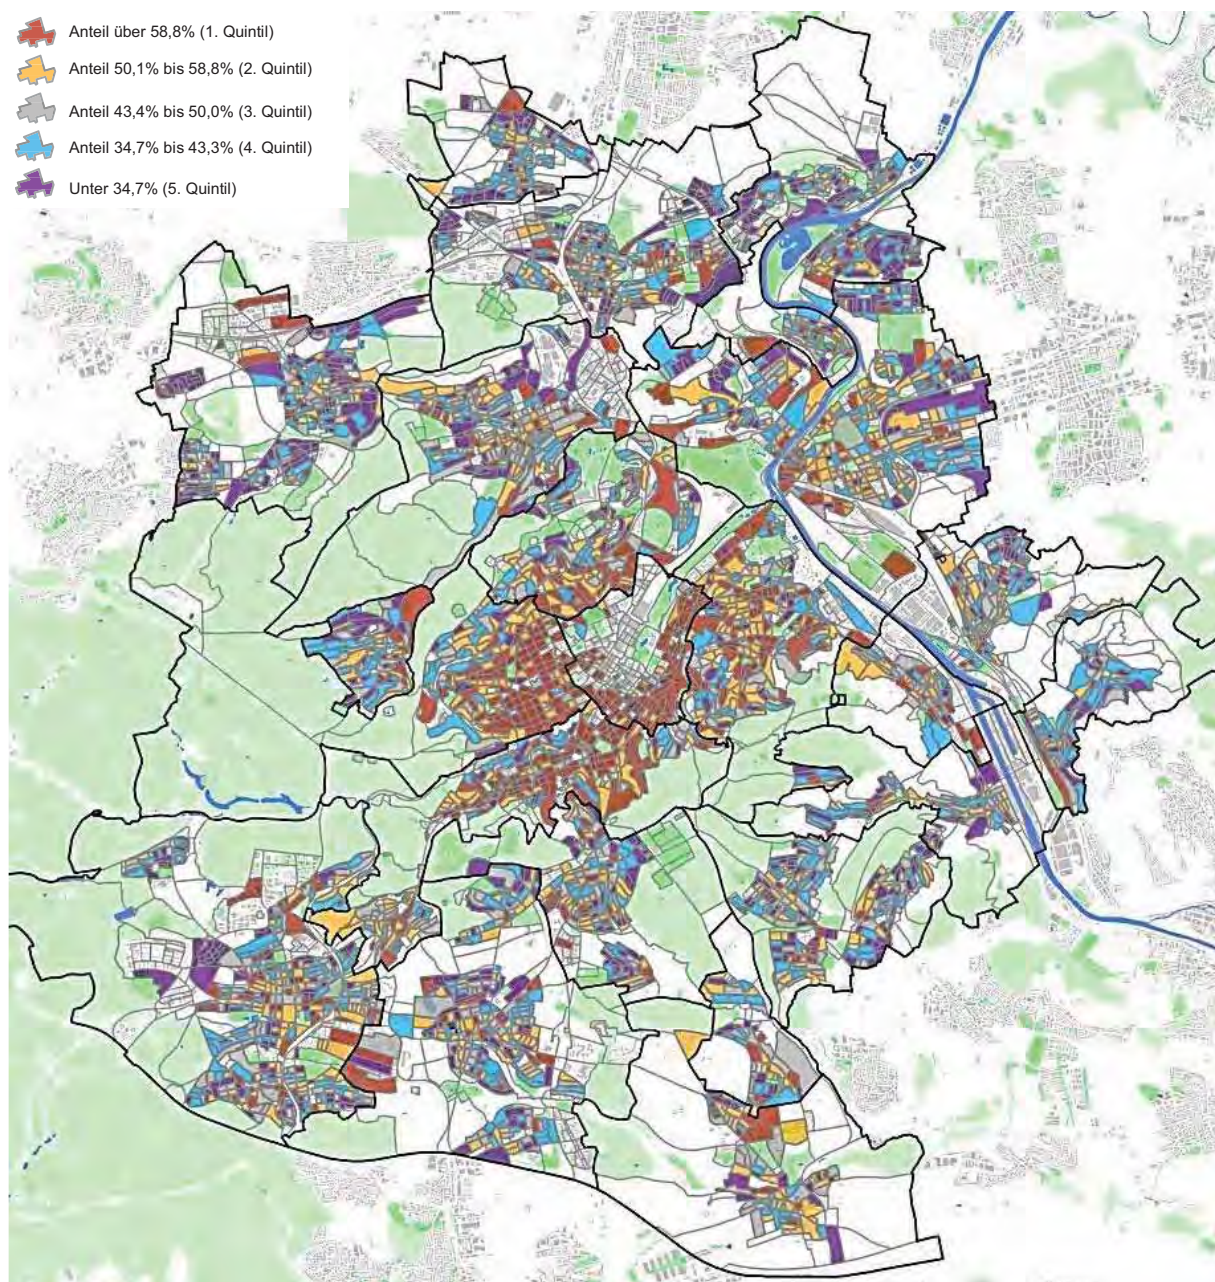 Anteil über 58,8% (1. Quintil)
Anteil 50,1% bis 58,8% (2. Quintil)
Anteil 43,4% bis 50,0% (3. Quintil)
Anteil 34,7% bis 43,3% (4. Quintil)
Unter 34,7% (5. Quintil)